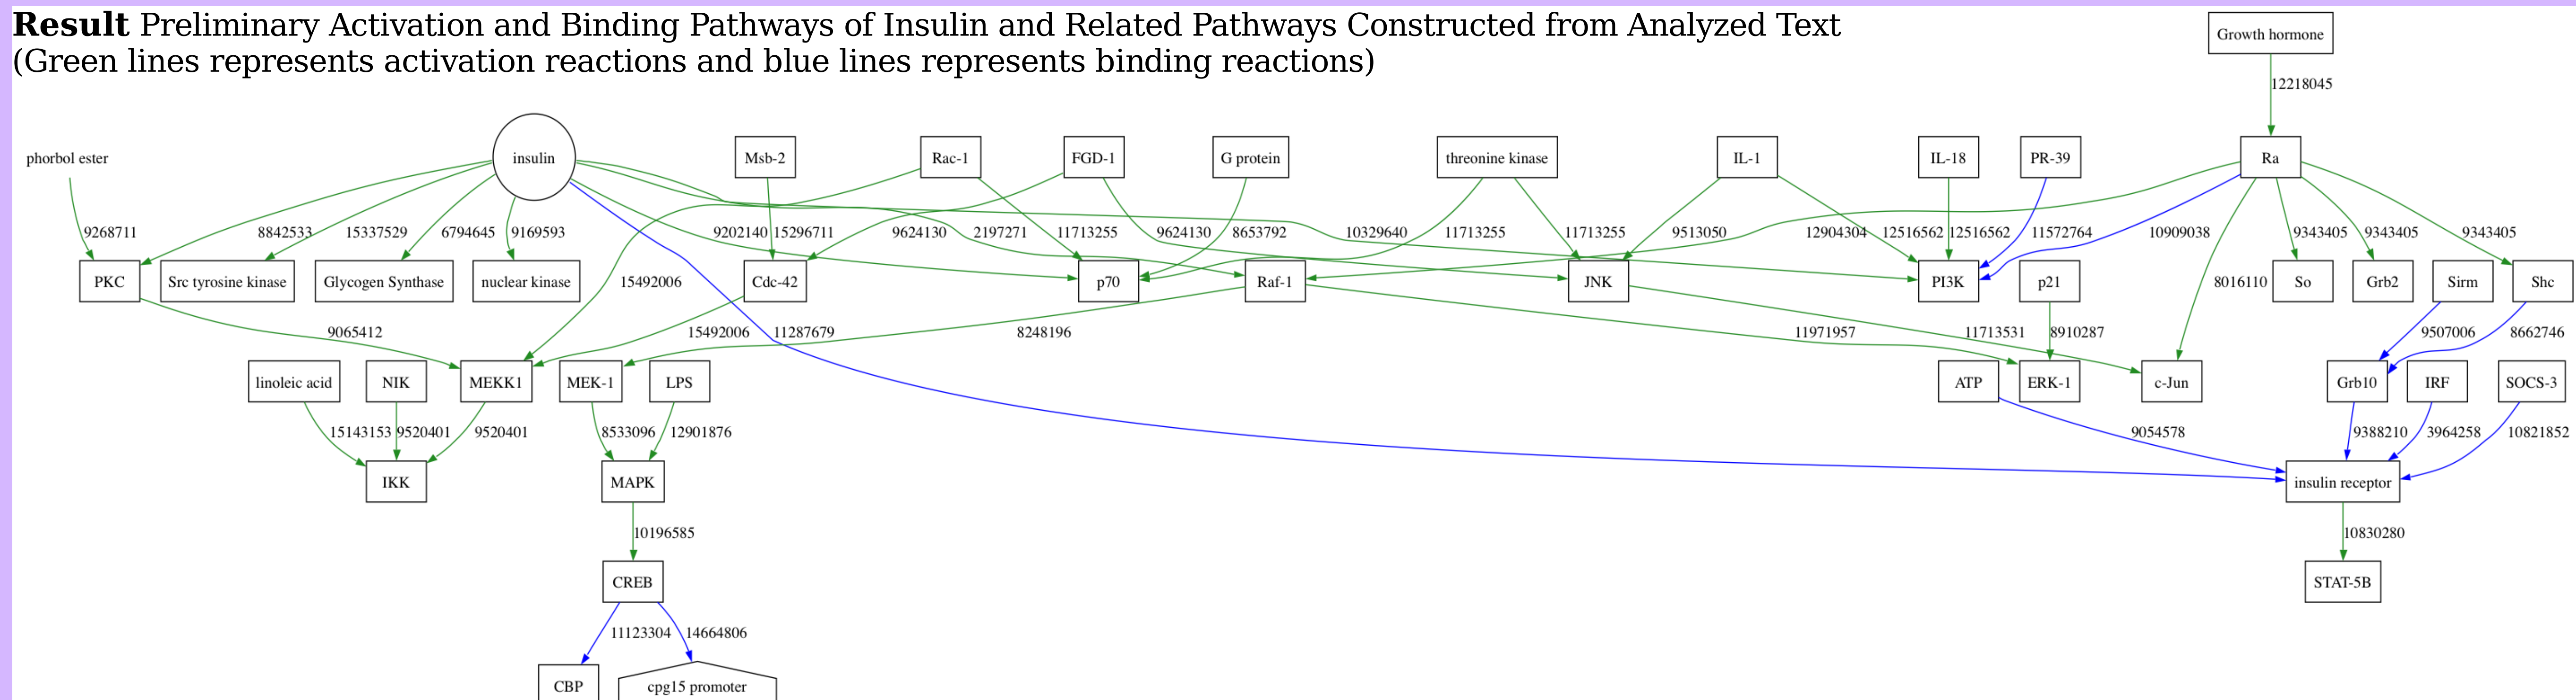 Result Preliminary Activation and Binding Pathways of Insulin and Related Pathways Constructed from Analyzed Text
(Green lines represents activation reactions and blue lines represents binding reactions)
Growth hormone
12218045
phorbol ester
insulin
Msb-2
Rac-1
FGD-1
G protein
threonine kinase
IL-1
IL-18
PR-39
Ra
9268711
8842533
15337529
6794645
9169593
9202140
15296711
9624130
2197271
11713255
9624130
8653792
10329640
11713255
11713255
9513050
12904304
12516562
12516562
11572764
10909038
9343405
9343405
9343405
PKC
Src tyrosine kinase
Glycogen Synthase
nuclear kinase
15492006
Cdc-42
p70
Raf-1
JNK
PI3K
p21
8016110
So
Grb2
Sirm
Shc
9065412
15492006
11287679
8248196
11971957
11713531
8910287
9507006
8662746
linoleic acid
NIK
MEKK1
MEK-1
LPS
ATP
ERK-1
c-Jun
Grb10
IRF
SOCS-3
15143153
9520401
9520401
8533096
12901876
9054578
9388210
3964258
10821852
IKK
MAPK
insulin receptor
10196585
10830280
CREB
STAT-5B
11123304
14664806
CBP
cpg15 promoter